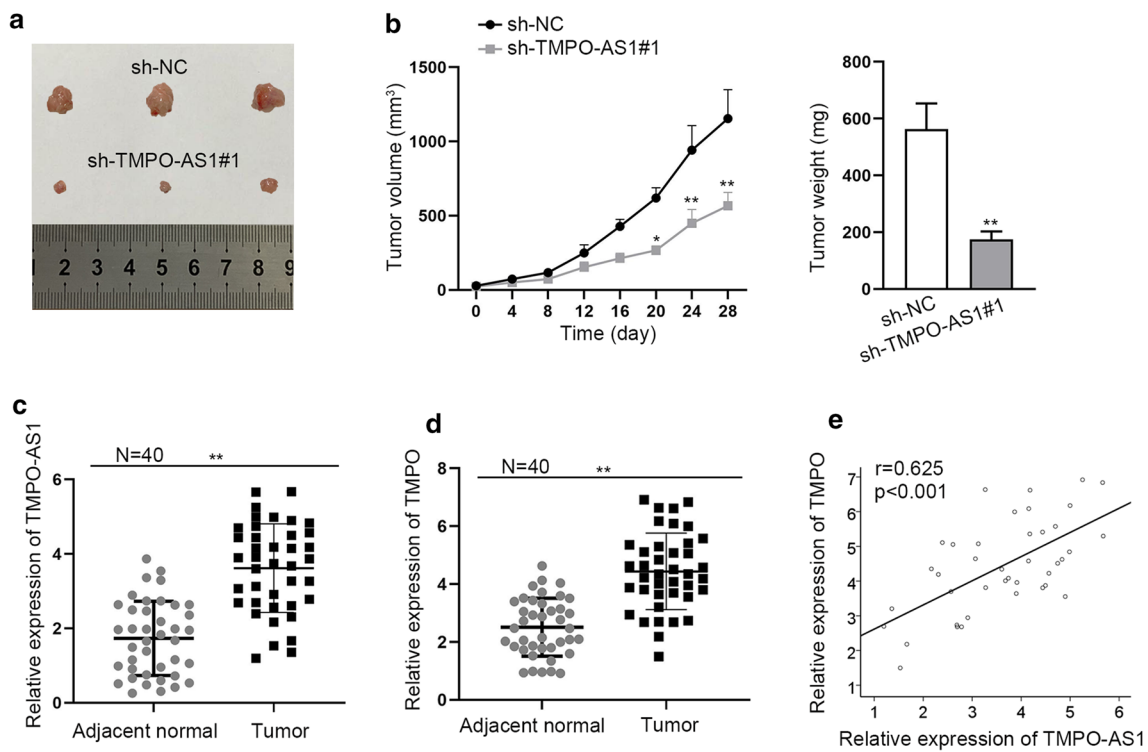 a
sh-NC
sh-TMPO-AS1#1
1 2 3 4 5 6 7 8 9
b
sh-NC
sh-TMPO-AS1#1
Tumor volume (mm³)
1500
1000
500
0
*
**
**
0 4 8 12 16 20 24 28
Time (day)
Tumor weight (mg)
800
600
400
200
0
**
sh-NC
sh-TMPO-AS1#1
c
Relative expression of TMPO-AS1
N=40 **
6
4
2
0
Adjacent normal Tumor
d
Relative expression of TMPO
N=40 **
8
6
4
2
0
Adjacent normal Tumor
e
Relative expression of TMPO
r=0.625
p<0.001
7
6
5
4
3
2
1
1 2 3 4 5 6
Relative expression of TMPO-AS1